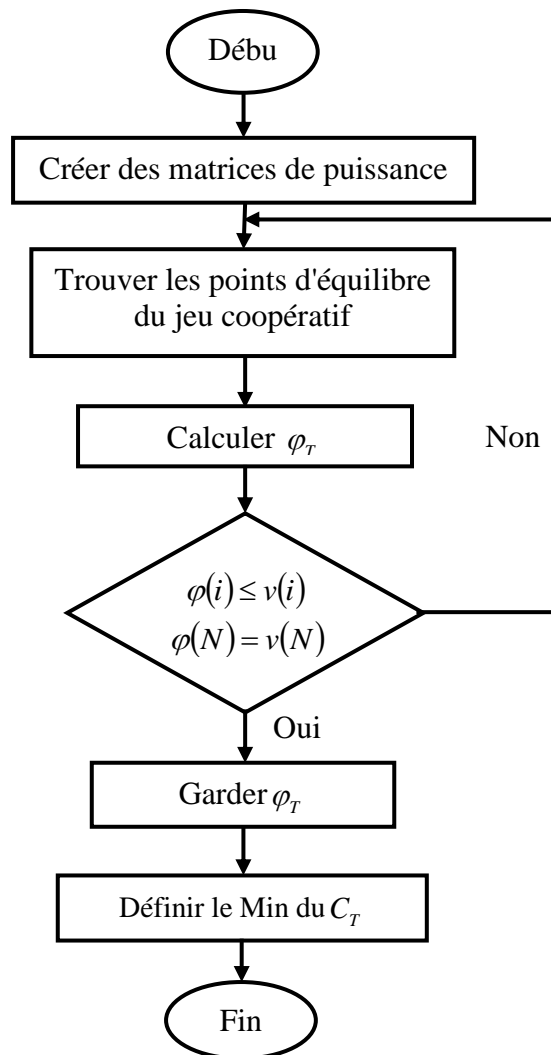 Débu
Créer des matrices de puissance
Trouver les points d'équilibre
du jeu coopératif
Calculer φ_T
Non
φ(i) ≤ v(i)
φ(N) = v(N)
Oui
Garder φ_T
Définir le Min du C_T
Fin